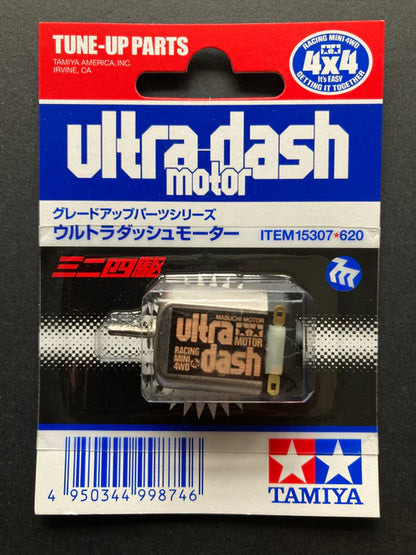 TUNE-UP PARTS
TAMIYA AMERICA, INC.
IRVINE, CA
RACING MINI 4WD
4x4
It's EASY
GETTING IT TOGETHER
ultra-dash
motor
グレードアップパーツシリーズ
ウルトラダッシュモーター
ITEM 15307*620
ミニ四駆
MABUCHI MOTOR
ultra
MOTOR
RACING
MINI
4WD
dash
4 950344 998746
TAMIYA